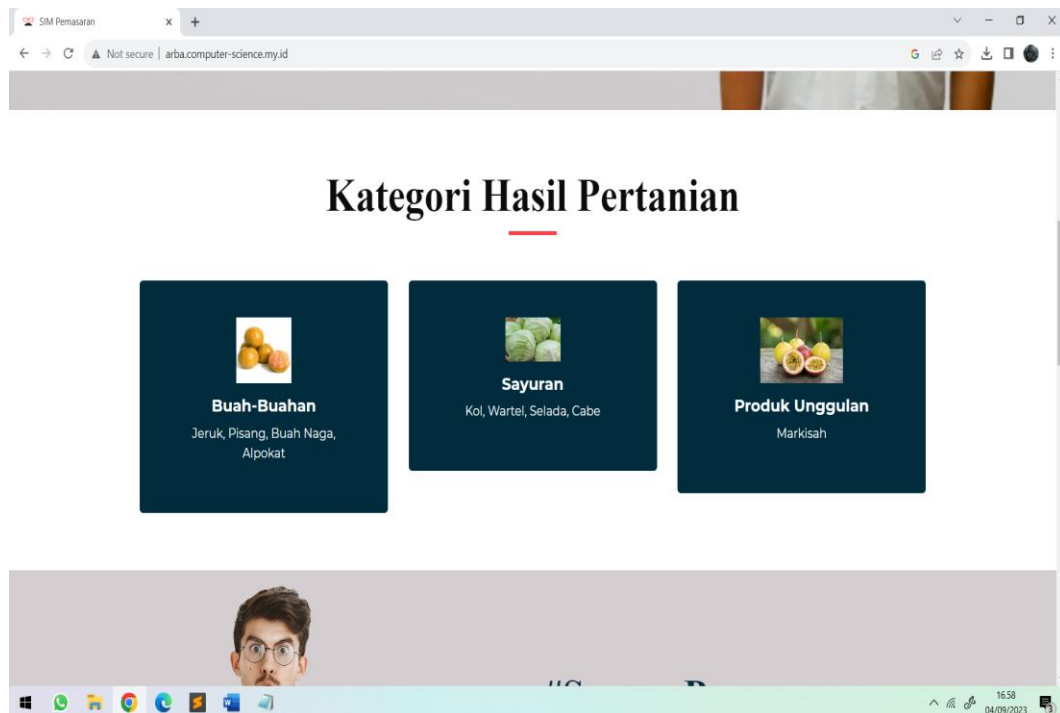 SIM Pemasaran
Not secure | arba.computer-science.my.id
Kategori Hasil Pertanian
Buah-Buahan
Jeruk, Pisang, Buah Naga,
Alpokat
Sayuran
Kol, Wartel, Selada, Cabe
Produk Unggulan
Markisah
16.58
04/09/2023